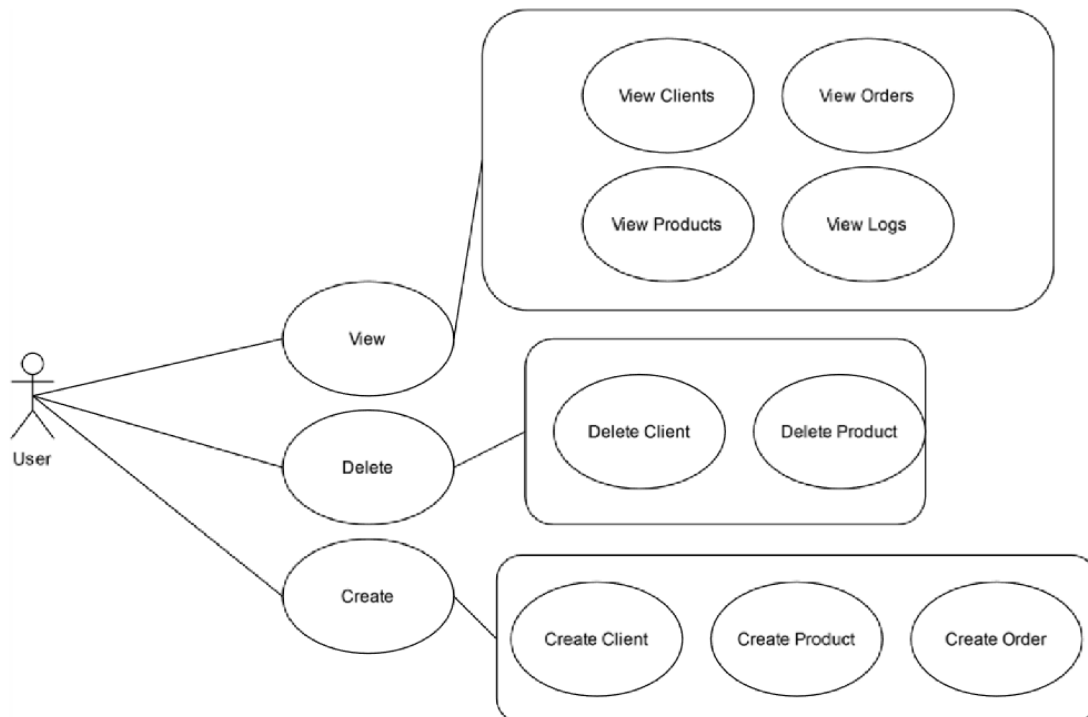 View Clients
View Orders
View Products
View Logs
View
User
Delete
Delete Client
Delete Product
Create
Create Client
Create Product
Create Order